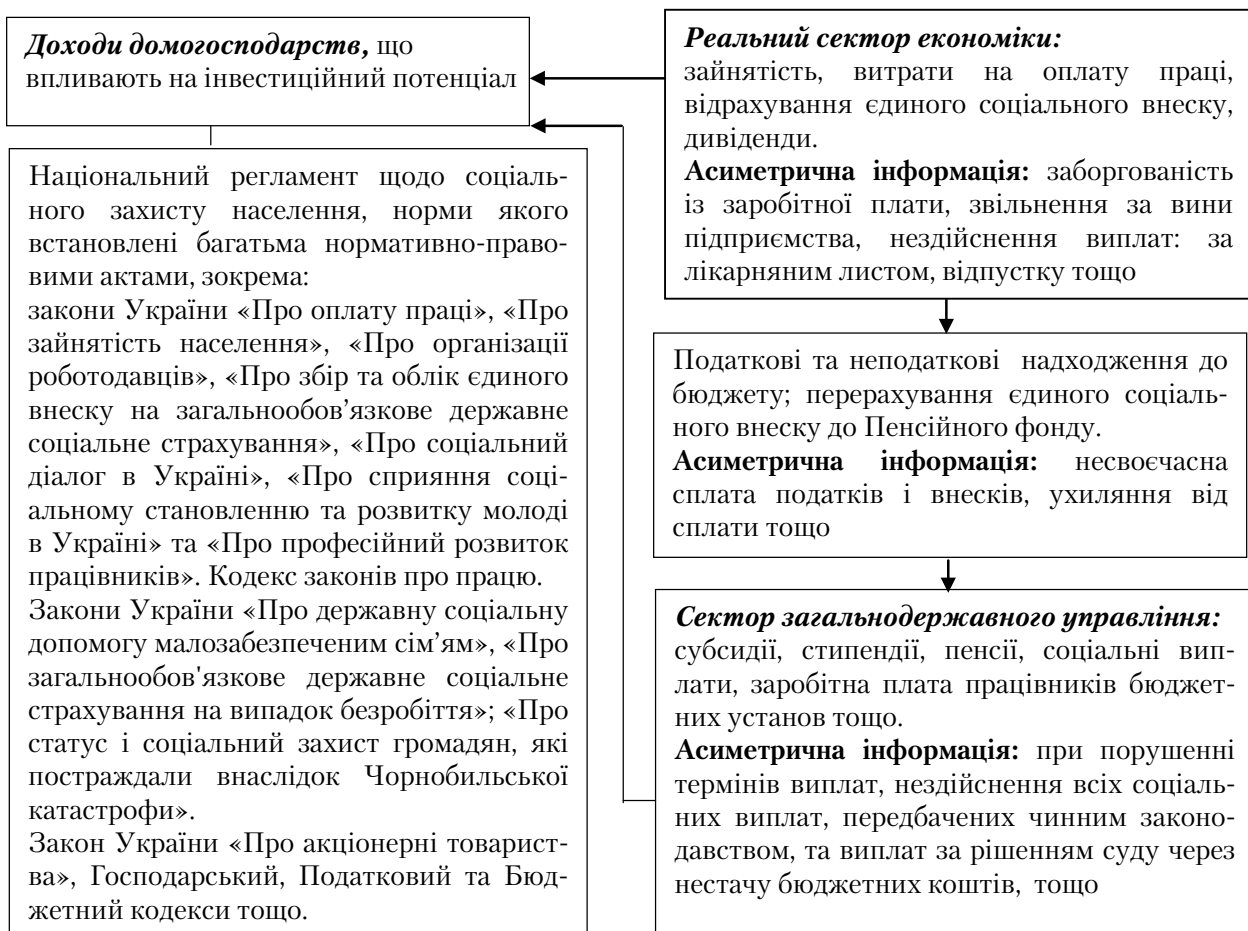 Доходи домогосподарств, що
впливають на інвестиційний потенціал
Національний регламент щодо соціаль-
ного захисту населення, норми якого
встановлені багатьма нормативно-право-
вими актами, зокрема:
закони України «Про оплату праці», «Про
зайнятість населення», «Про організації
роботодавців», «Про збір та облік єдиного
внеску на загальнообов’язкове державне
соціальне страхування», «Про соціальний
діалог в Україні», «Про сприяння соці-
альному становленню та розвитку молоді
в Україні» та «Про професійний розвиток
працівників». Кодекс законів про працю.
Закони України «Про державну соціальну
допомогу малозабезпеченим сім’ям», «Про
загальнообов'язкове державне соціальне
страхування на випадок безробіття»; «Про
статус і соціальний захист громадян, які
постраждали внаслідок Чорнобильської
катастрофи».
Закон України «Про акціонерні товарист-
ва», Господарський, Податковий та Бюд-
жетний кодекси тощо.
Реальний сектор економіки:
зайнятість, витрати на оплату праці,
відрахування єдиного соціального внеску,
дивіденди.
Асиметрична інформація: заборгованість
із заробітної плати, звільнення за вини
підприємства, нездійснення виплат: за
лікарняним листом, відпустку тощо
Податкові та неподаткові надходження до
бюджету; перерахування єдиного соціаль-
ного внеску до Пенсійного фонду.
Асиметрична інформація: несвоєчасна
сплата податків і внесків, ухиляння від
сплати тощо
Сектор загальнодержавного управління:
субсидії, стипендії, пенсії, соціальні вип-
лати, заробітна плата працівників бюджет-
них установ тощо.
Асиметрична інформація: при порушенні
термінів виплат, нездійснення всіх соціаль-
них виплат, передбачених чинним законо-
давством, та виплат за рішенням суду через
нестачу бюджетних коштів, тощо